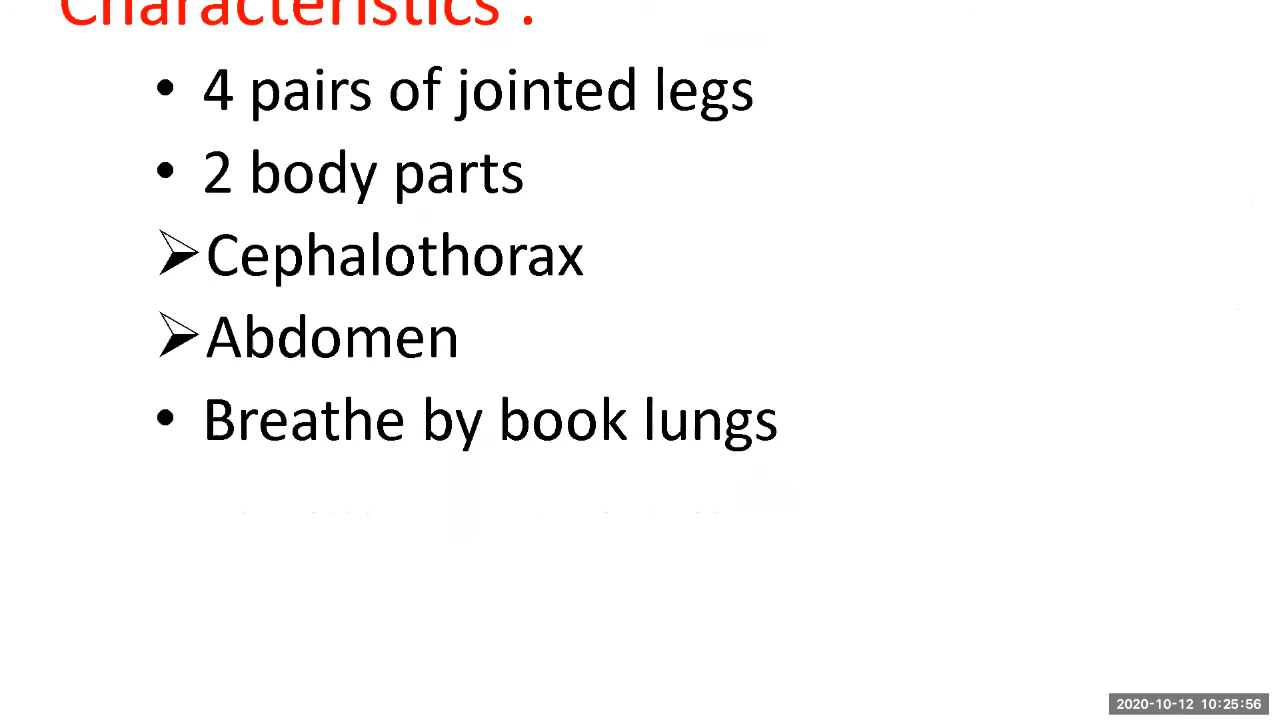 Characteristics :
• 4 pairs of jointed legs
• 2 body parts
➢Cephalothorax
➢Abdomen
• Breathe by book lungs
2020-10-12 10:25:56